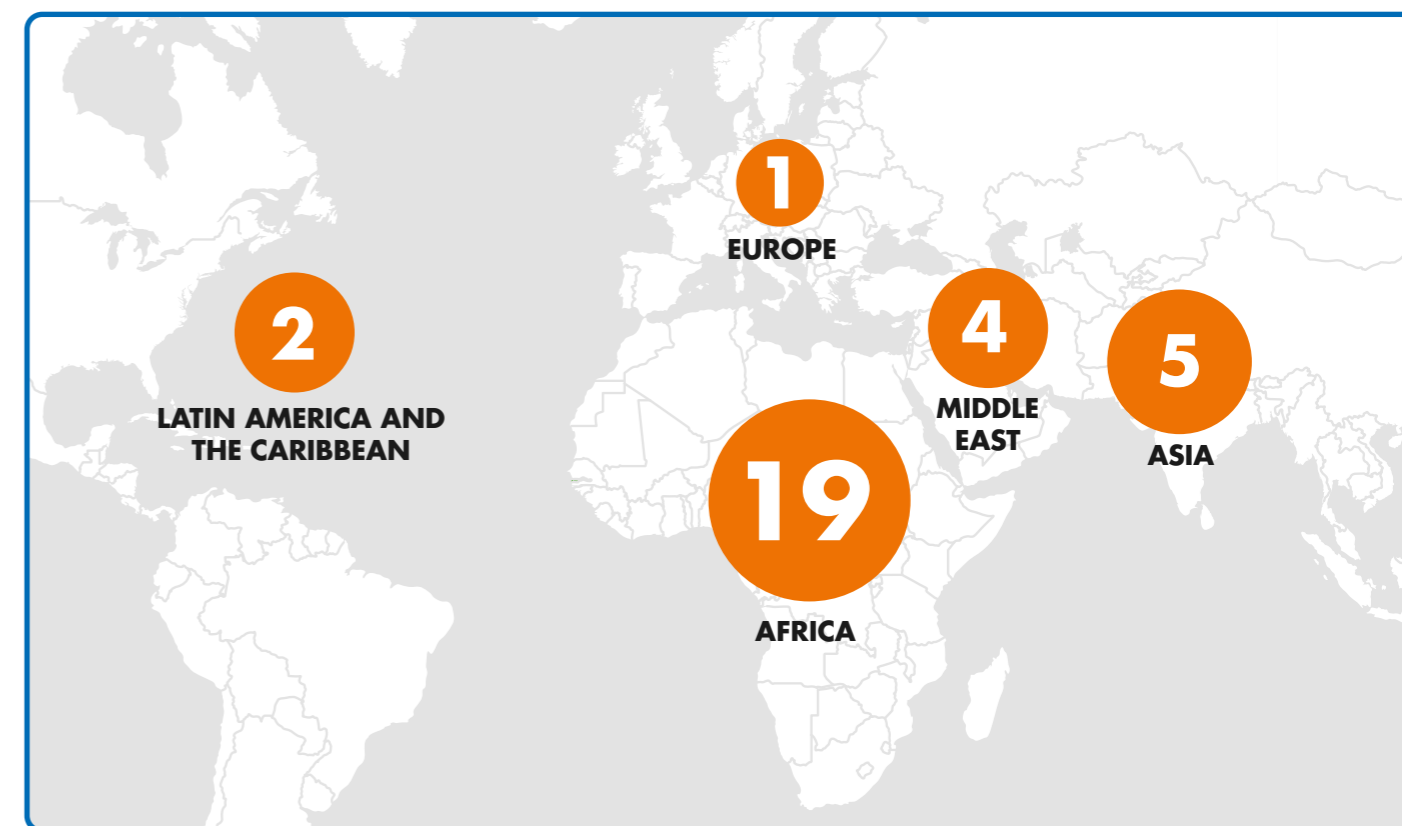 1
EUROPE
2
LATIN AMERICA AND
THE CARIBBEAN
4
MIDDLE
EAST
5
ASIA
19
AFRICA